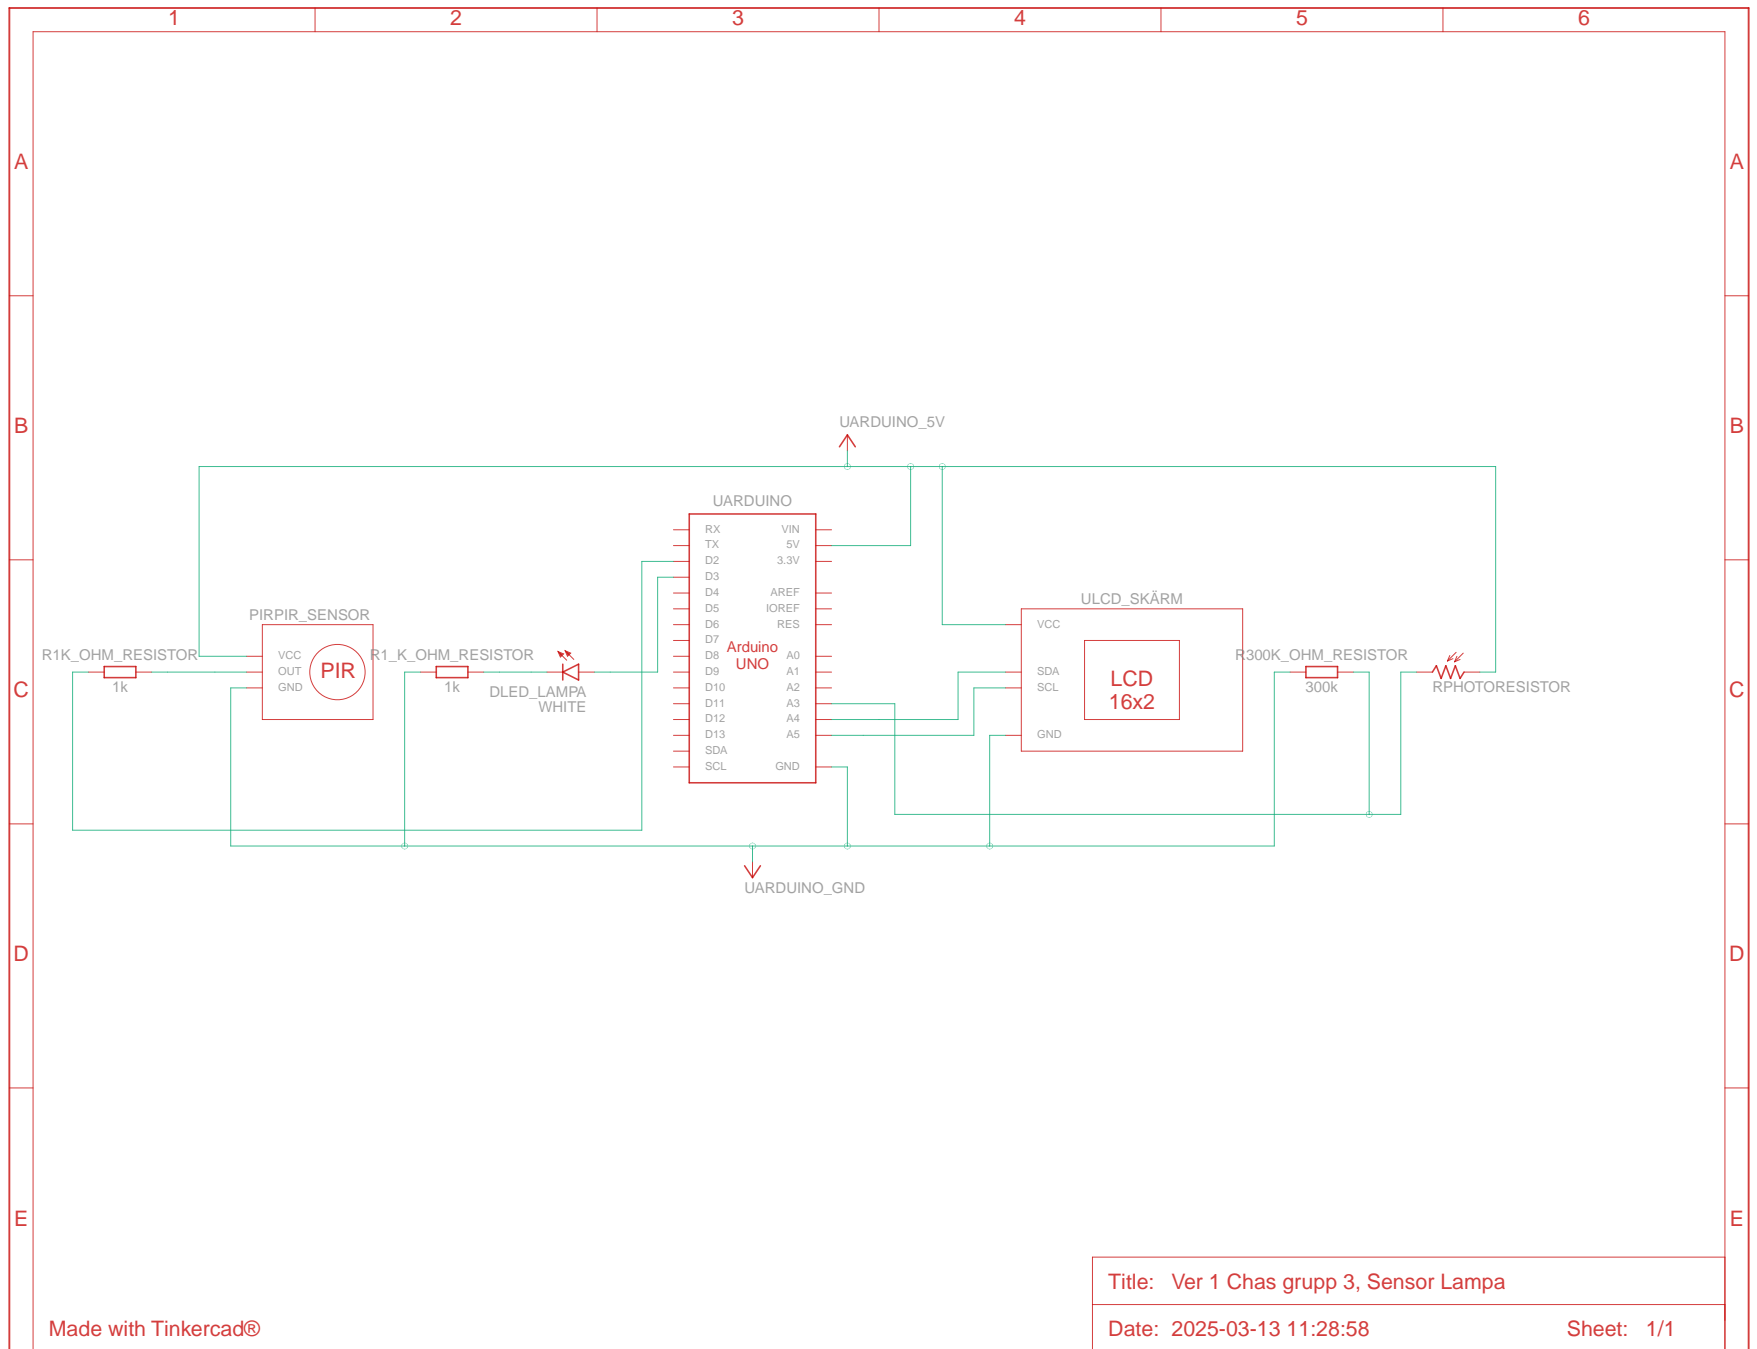 1 2 3 4 5 6
A A
B B
UARDUINO_5V
UARDUINO
RX VIN
TX 5V
D2 3.3V
D3
D4 AREF
D5 IOREF
D6 RES
D7
D8 A0
D9 A1
D10 A2
D11 A3
D12 A4
D13 A5
SDA
SCL GND
Arduino
UNO
PIRPIR_SENSOR
VCC
OUT
GND
PIR
R1K_OHM_RESISTOR
1k
R1_K_OHM_RESISTOR
1k
DLED_LAMPA
WHITE
ULCD_SKÄRM
VCC
SDA
SCL
GND
LCD
16x2
R300K_OHM_RESISTOR
300k
RPHOTORESISTOR
C C
UARDUINO_GND
D D
E E
Title: Ver 1 Chas grupp 3, Sensor Lampa
Made with Tinkercad®
Date: 2025-03-13 11:28:58 Sheet: 1/1